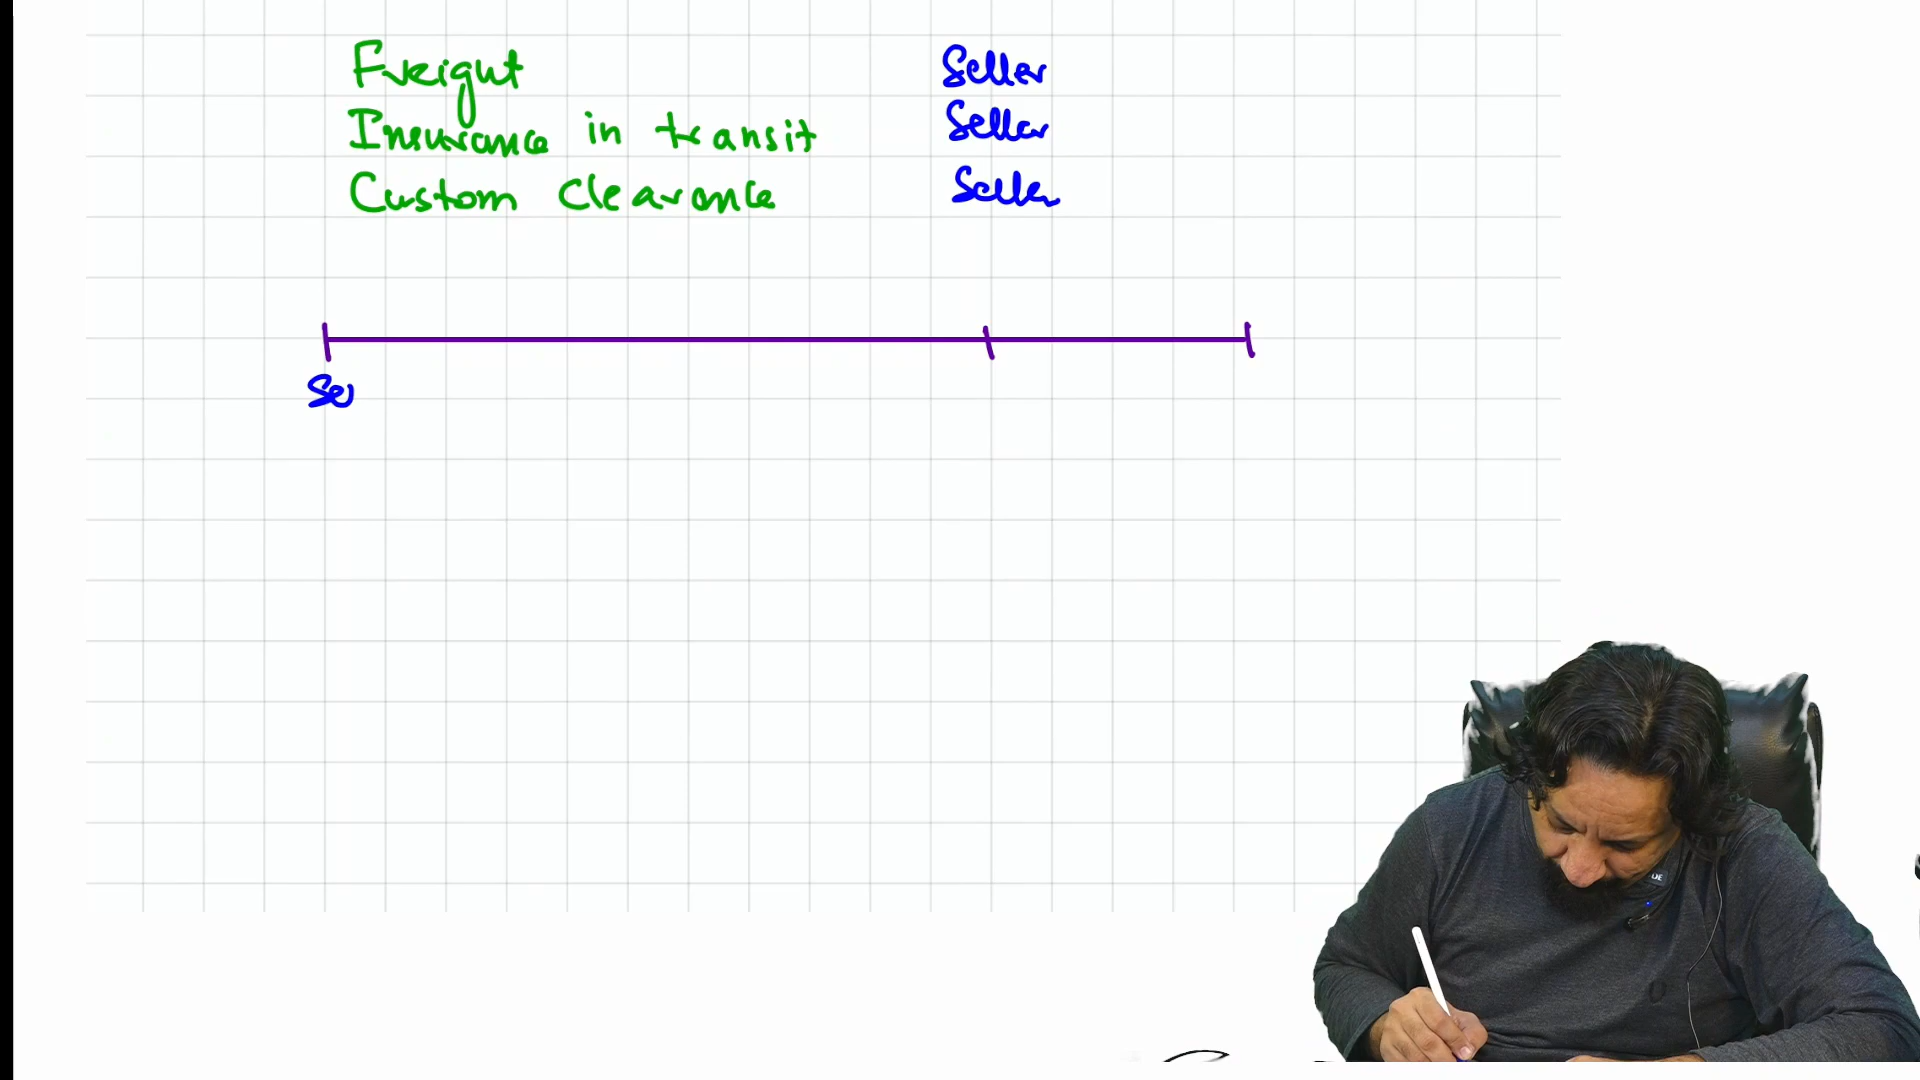 Freight Seller
Insurance in transit Seller
Custom Clearance Seller
Se